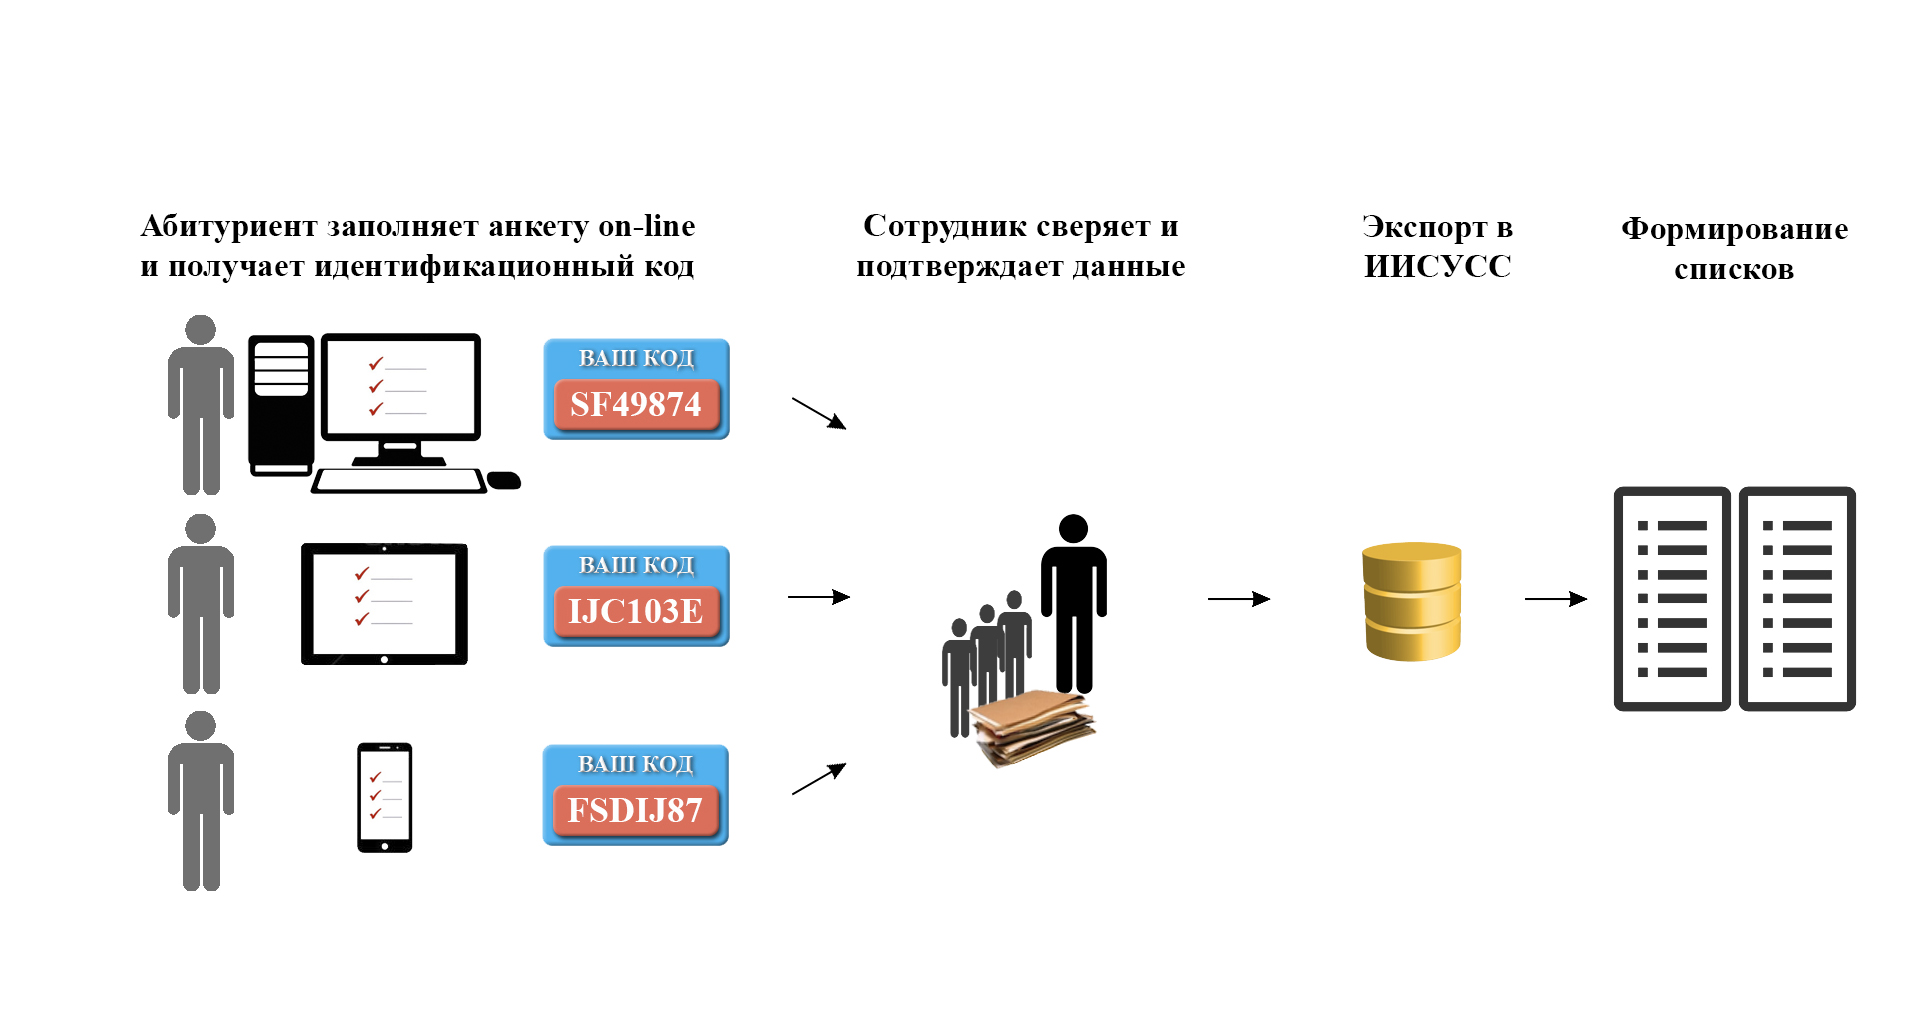 Абитуриент заполняет анкету on-line
и получает идентификационный код
Сотрудник сверяет и
подтверждает данные
Экспорт в
ИИСУСС
Формирование
списков
ВАШ КОД
SF49874
ВАШ КОД
IJC103E
ВАШ КОД
FSDIJ87